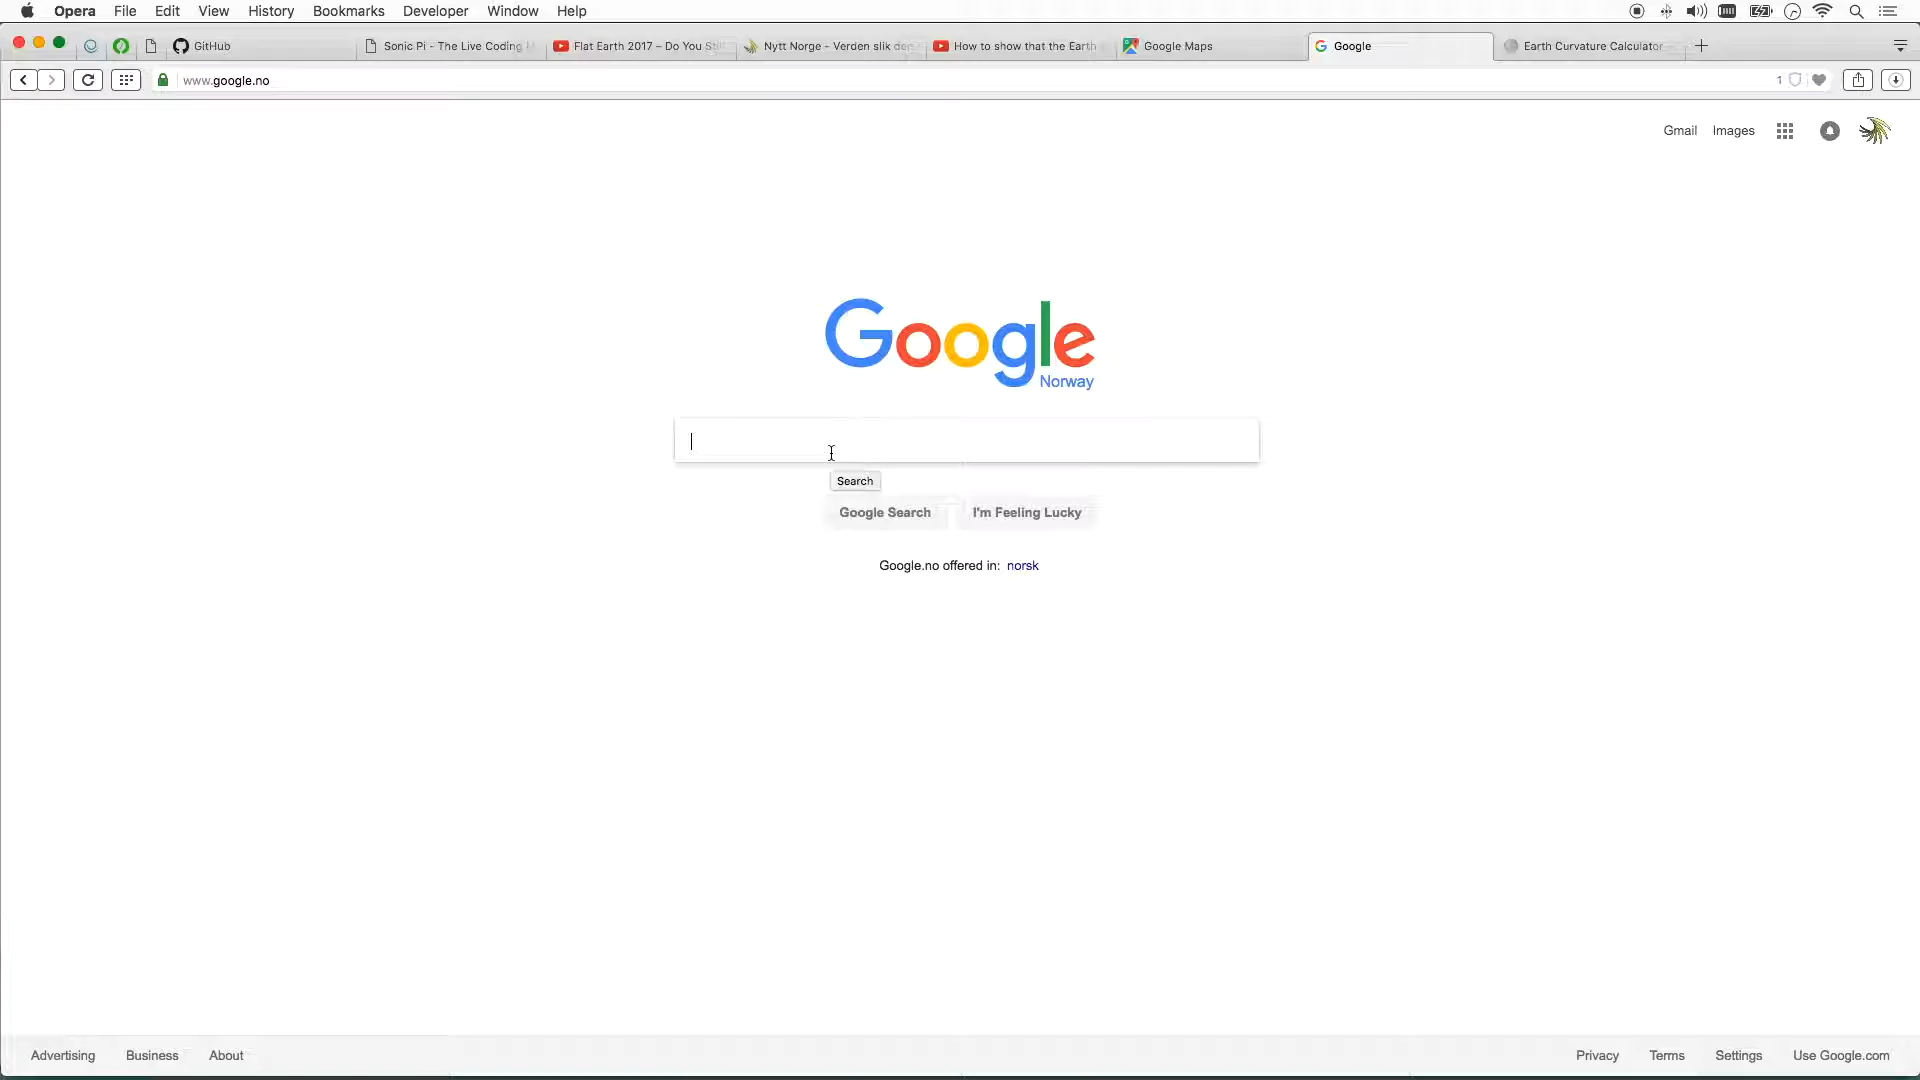 Opera File Edit View History Bookmarks Developer Window Help
GitHub Sonic Pi - The Live Coding Flat Earth 2017 – Do You Still Nytt Norge - Verden slik den How to show that the Earth Google Maps Google Earth Curvature Calculator
www.google.no 1
Gmail Images
Google
Norway
Search
Google Search I'm Feeling Lucky
Google.no offered in: norsk
Advertising Business About Privacy Terms Settings Use Google.com